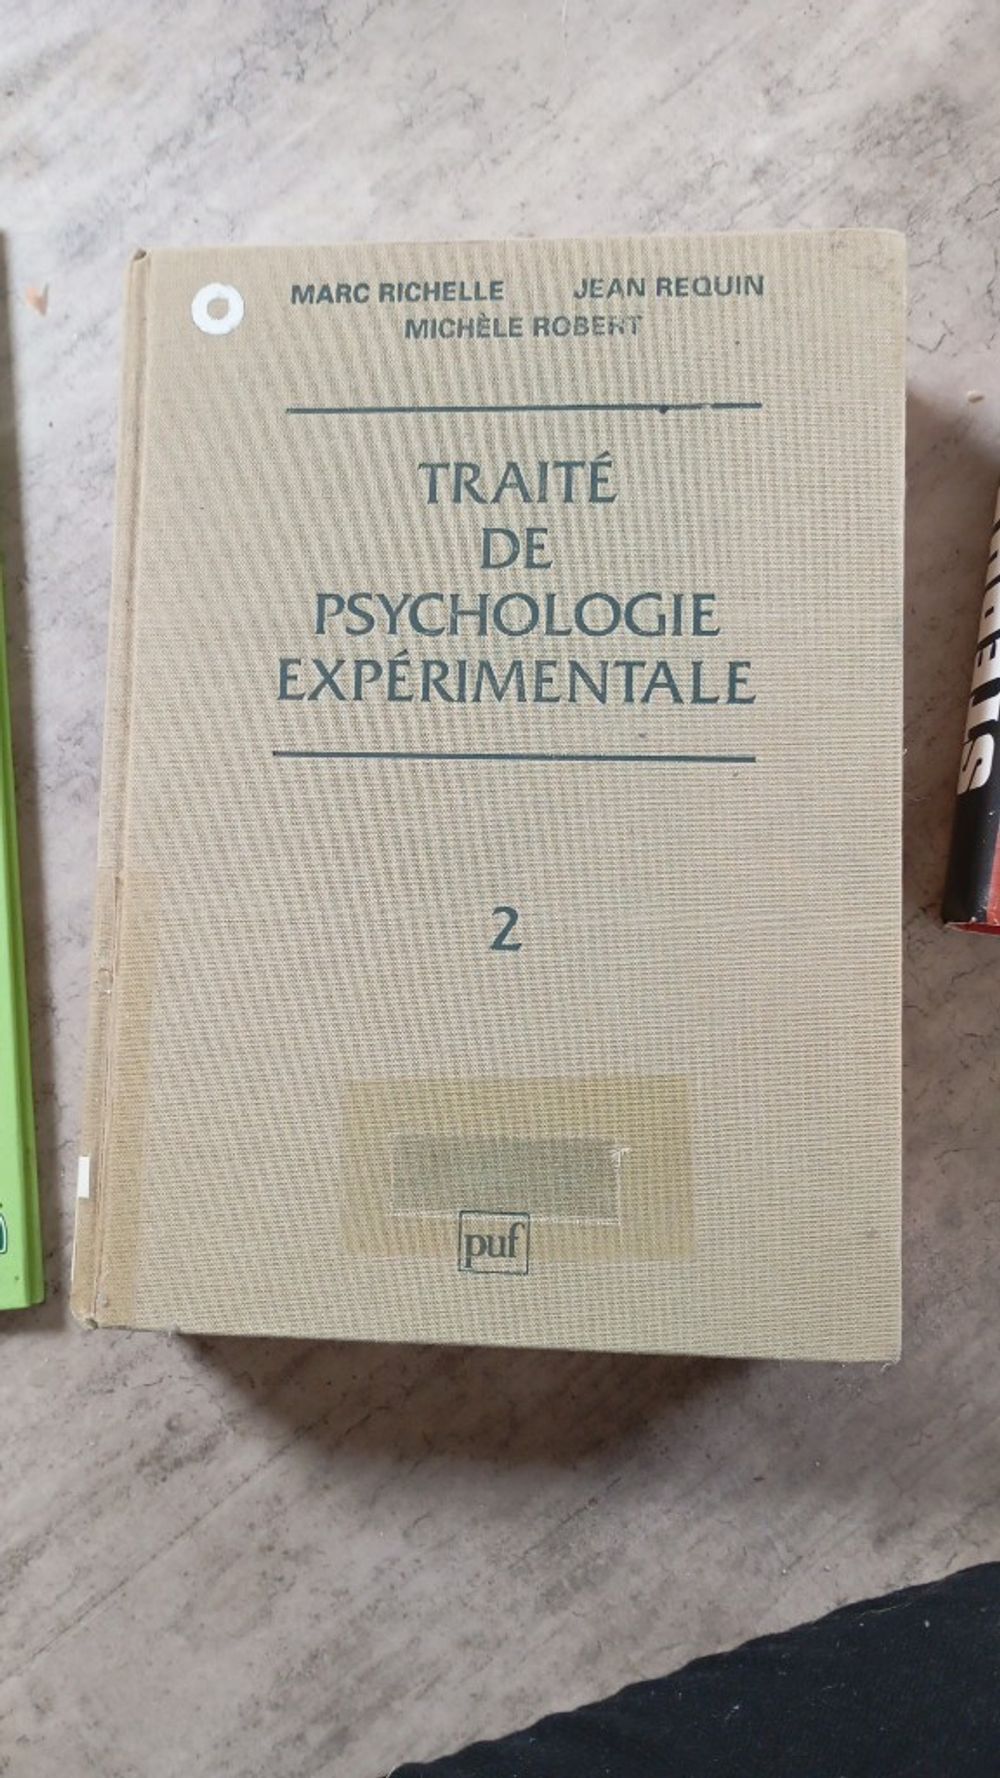 MARC RICHELLE JEAN REQUIN
MICHÈLE ROBERT
TRAITÉ
DE
PSYCHOLOGIE
EXPÉRIMENTALE
2
puf